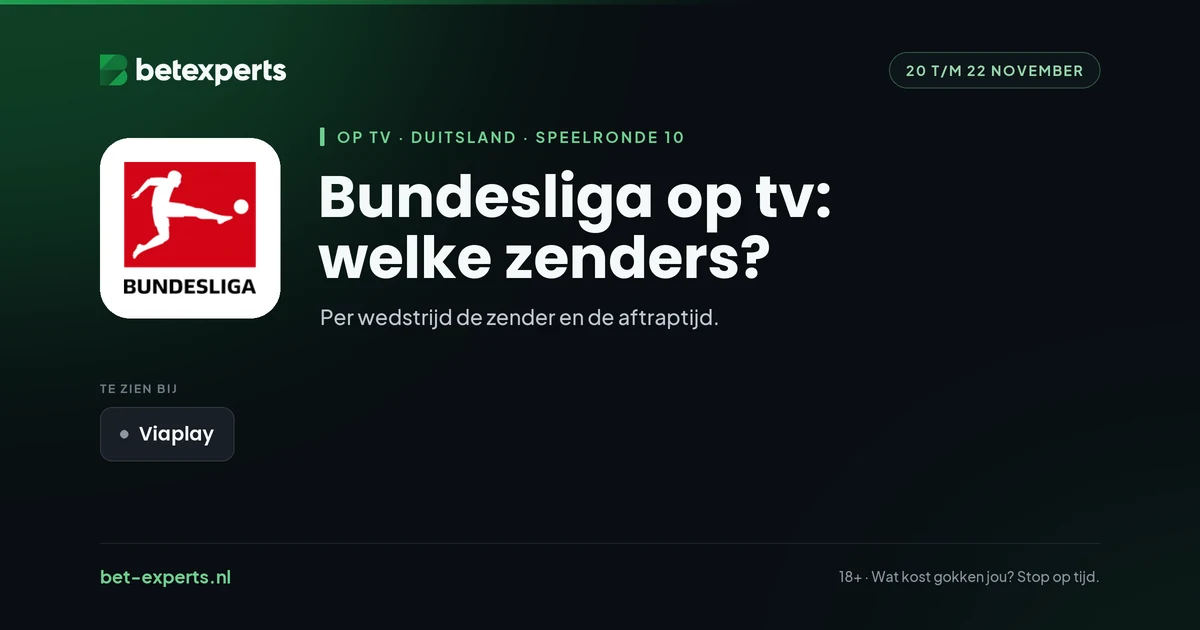 betexperts
20 T/M 22 NOVEMBER
OP TV · DUITSLAND · SPEELRONDE 10
Bundesliga op tv:
welke zenders?
Per wedstrijd de zender en de aftraptijd.
BUNDESLIGA
TE ZIEN BIJ
Viaplay
bet-experts.nl
18+ · Wat kost gokken jou? Stop op tijd.